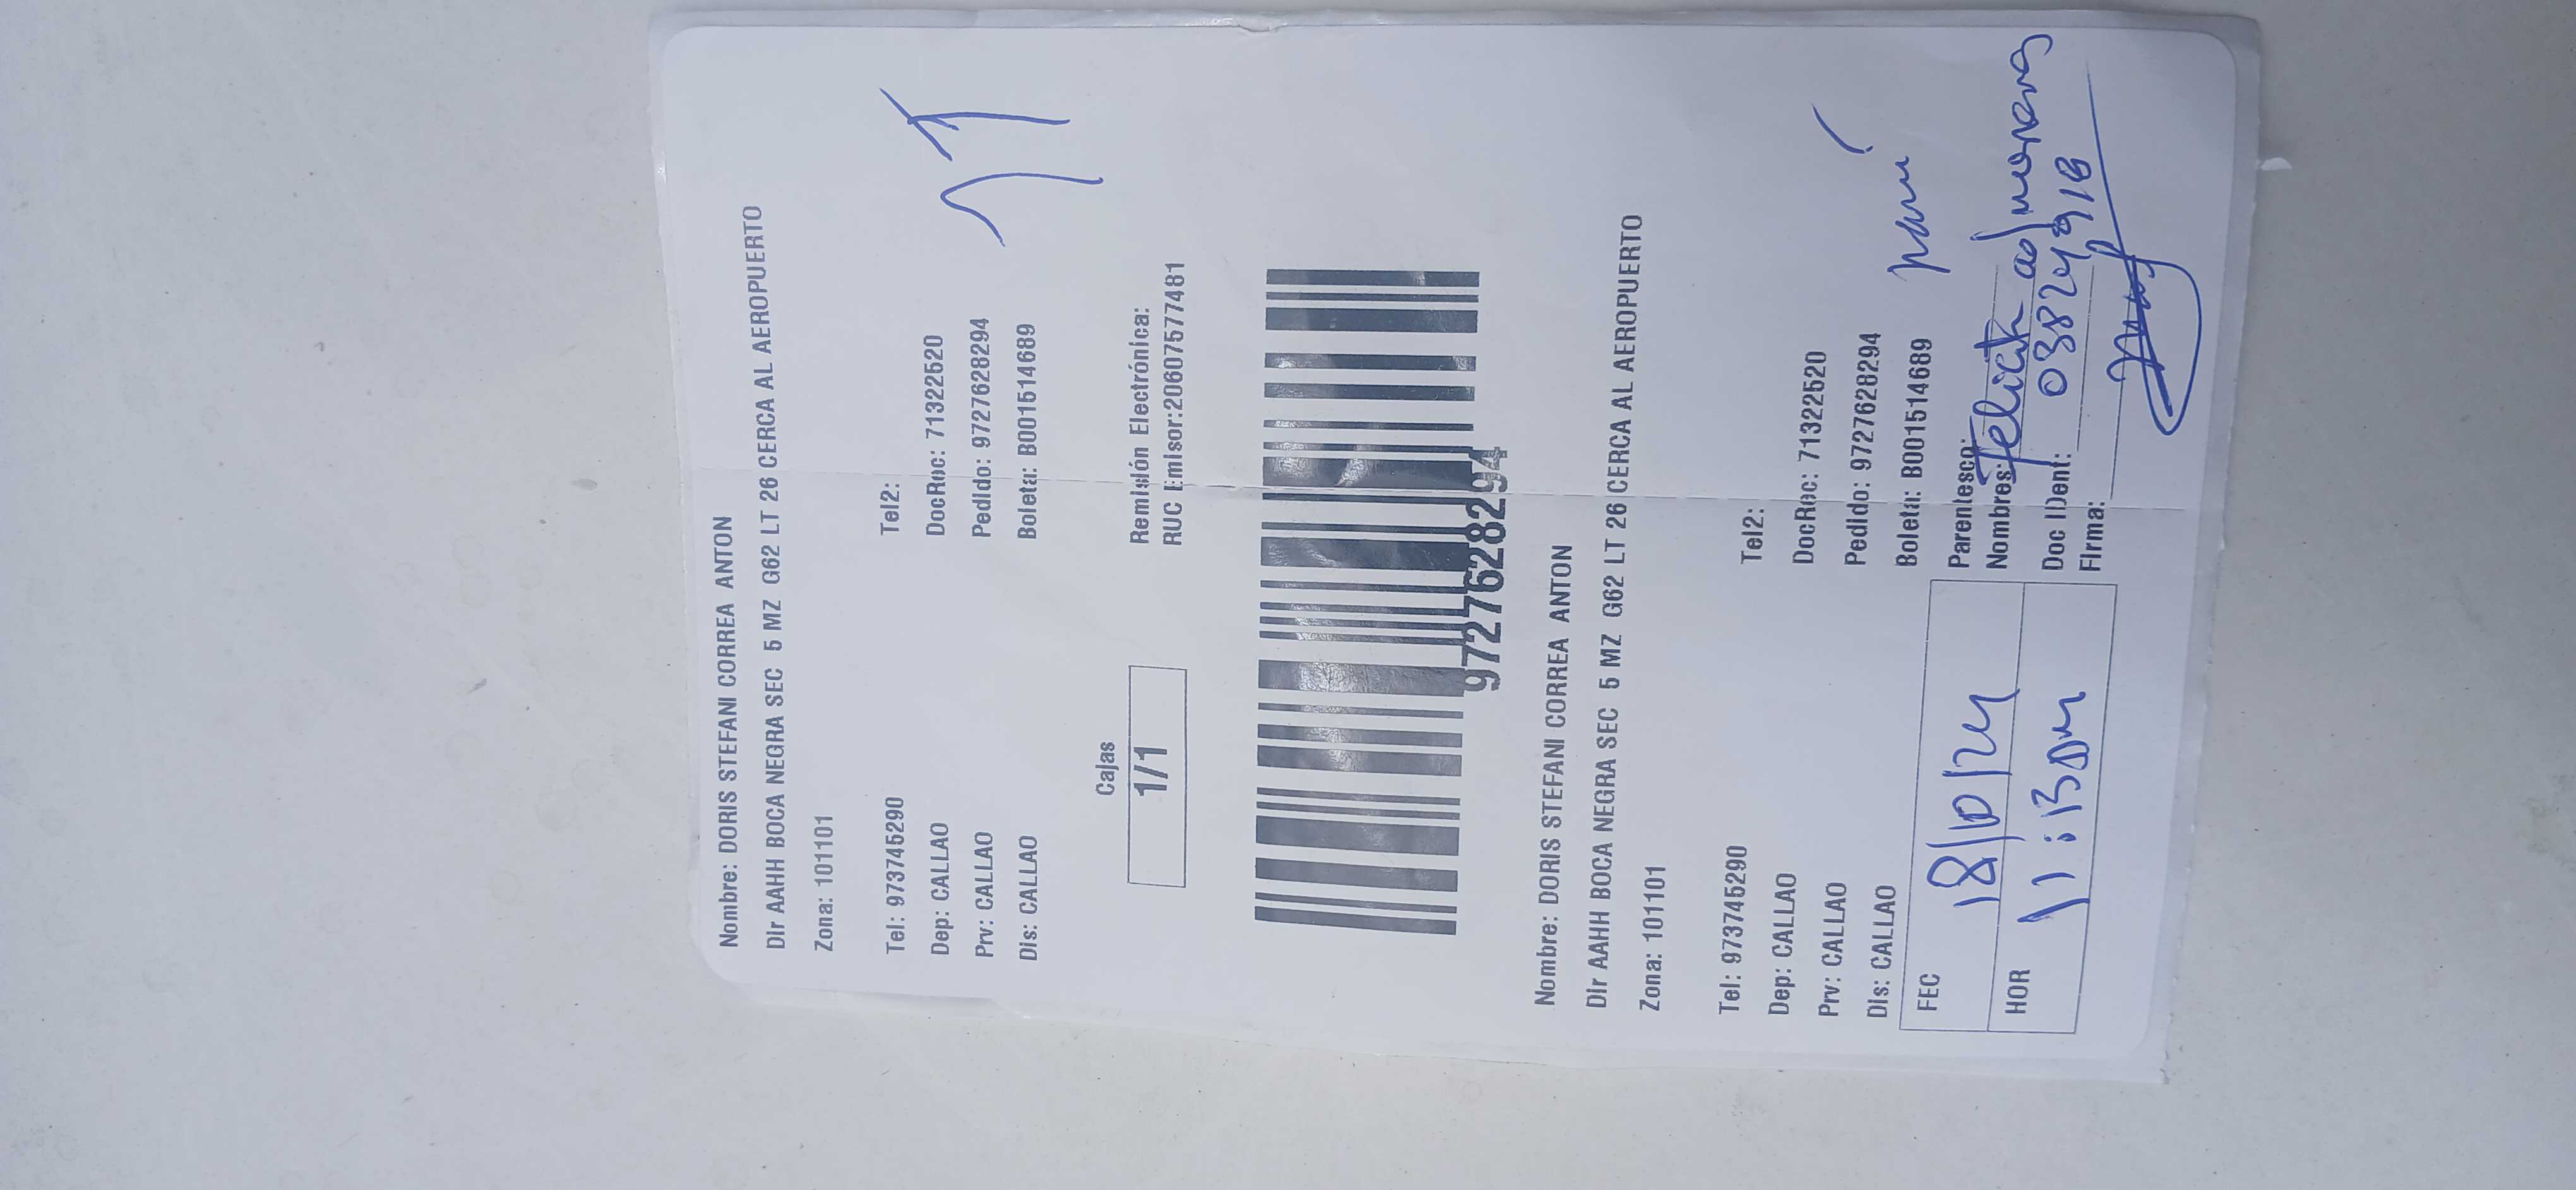 Nombre: DORIS STEFANI CORREA ANTON
Dir AAHH BOCA NEGRA SEC 5 MZ G62 LT 26 CERCA AL AEROPUERTO
Zona: 101101
Tel: 973745290 Tel2:
Dep: CALLAO DocRec: 71322520
Prv: CALLAO Pedido: 9727628294
Dis: CALLAO Boleta: B001514689
Cajas Remisión Electrónica:
1/1 RUC Emisor:20607577481
9727628294
Nombre: DORIS STEFANI CORREA ANTON
Dir AAHH BOCA NEGRA SEC 5 MZ G62 LT 26 CERCA AL AEROPUERTO
Zona: 101101
Tel: 973745290 Tel2:
Dep: CALLAO DocRec: 71322520
Prv: CALLAO Pedido: 9727628294
Dis: CALLAO Boleta: B001514689
FEC 18/10/24 Parentesco:
Nombres:
HOR Doc IDent:
Firma: